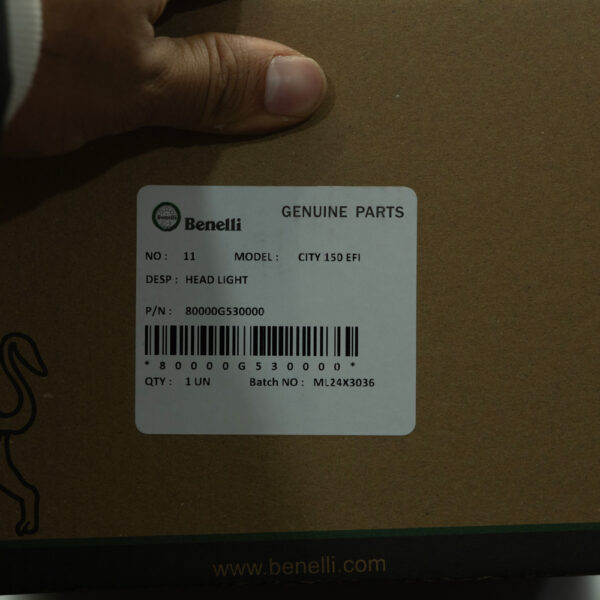 GENUINE PARTS
Benelli
Benelli
NO : 11 MODEL : CITY 150 EFI
DESP : HEAD LIGHT
P/N : 80000G530000
*80000G530000*
QTY : 1 UN Batch NO : ML24X3036
www.benelli.com